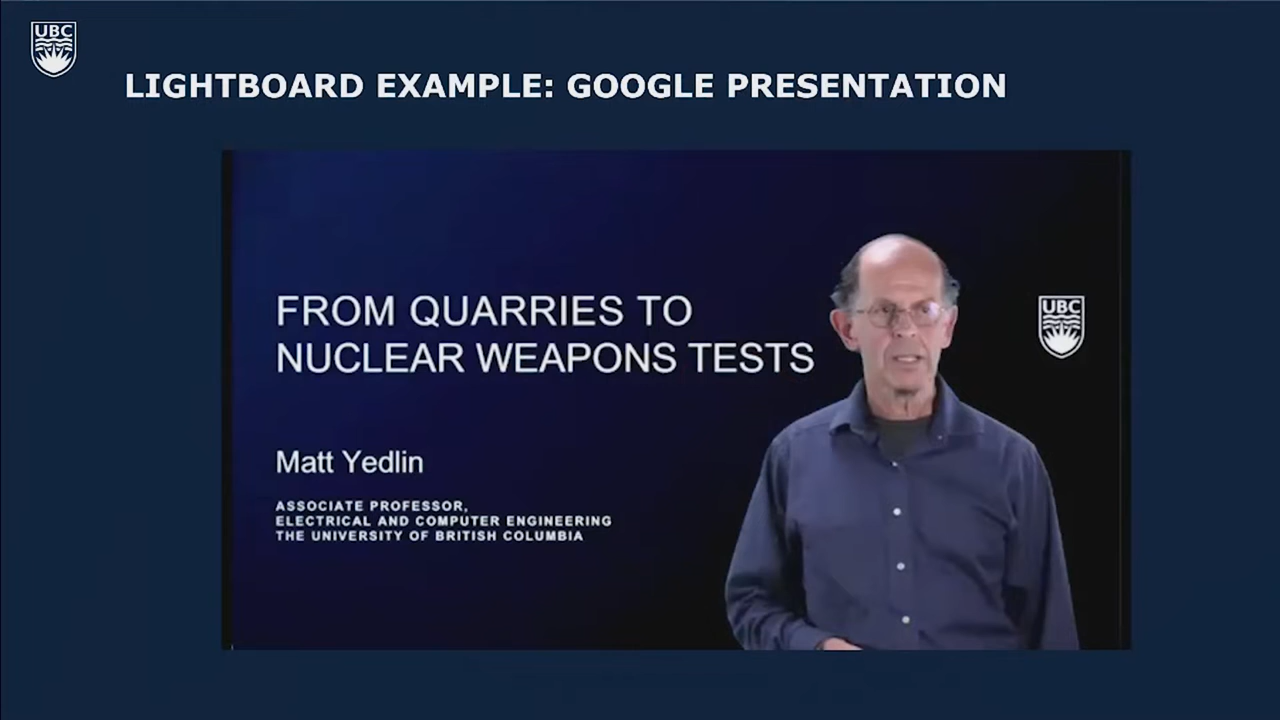 UBC
LIGHTBOARD EXAMPLE: GOOGLE PRESENTATION
FROM QUARRIES TO
NUCLEAR WEAPONS TESTS
UBC
Matt Yedlin
ASSOCIATE PROFESSOR,
ELECTRICAL AND COMPUTER ENGINEERING
THE UNIVERSITY OF BRITISH COLUMBIA